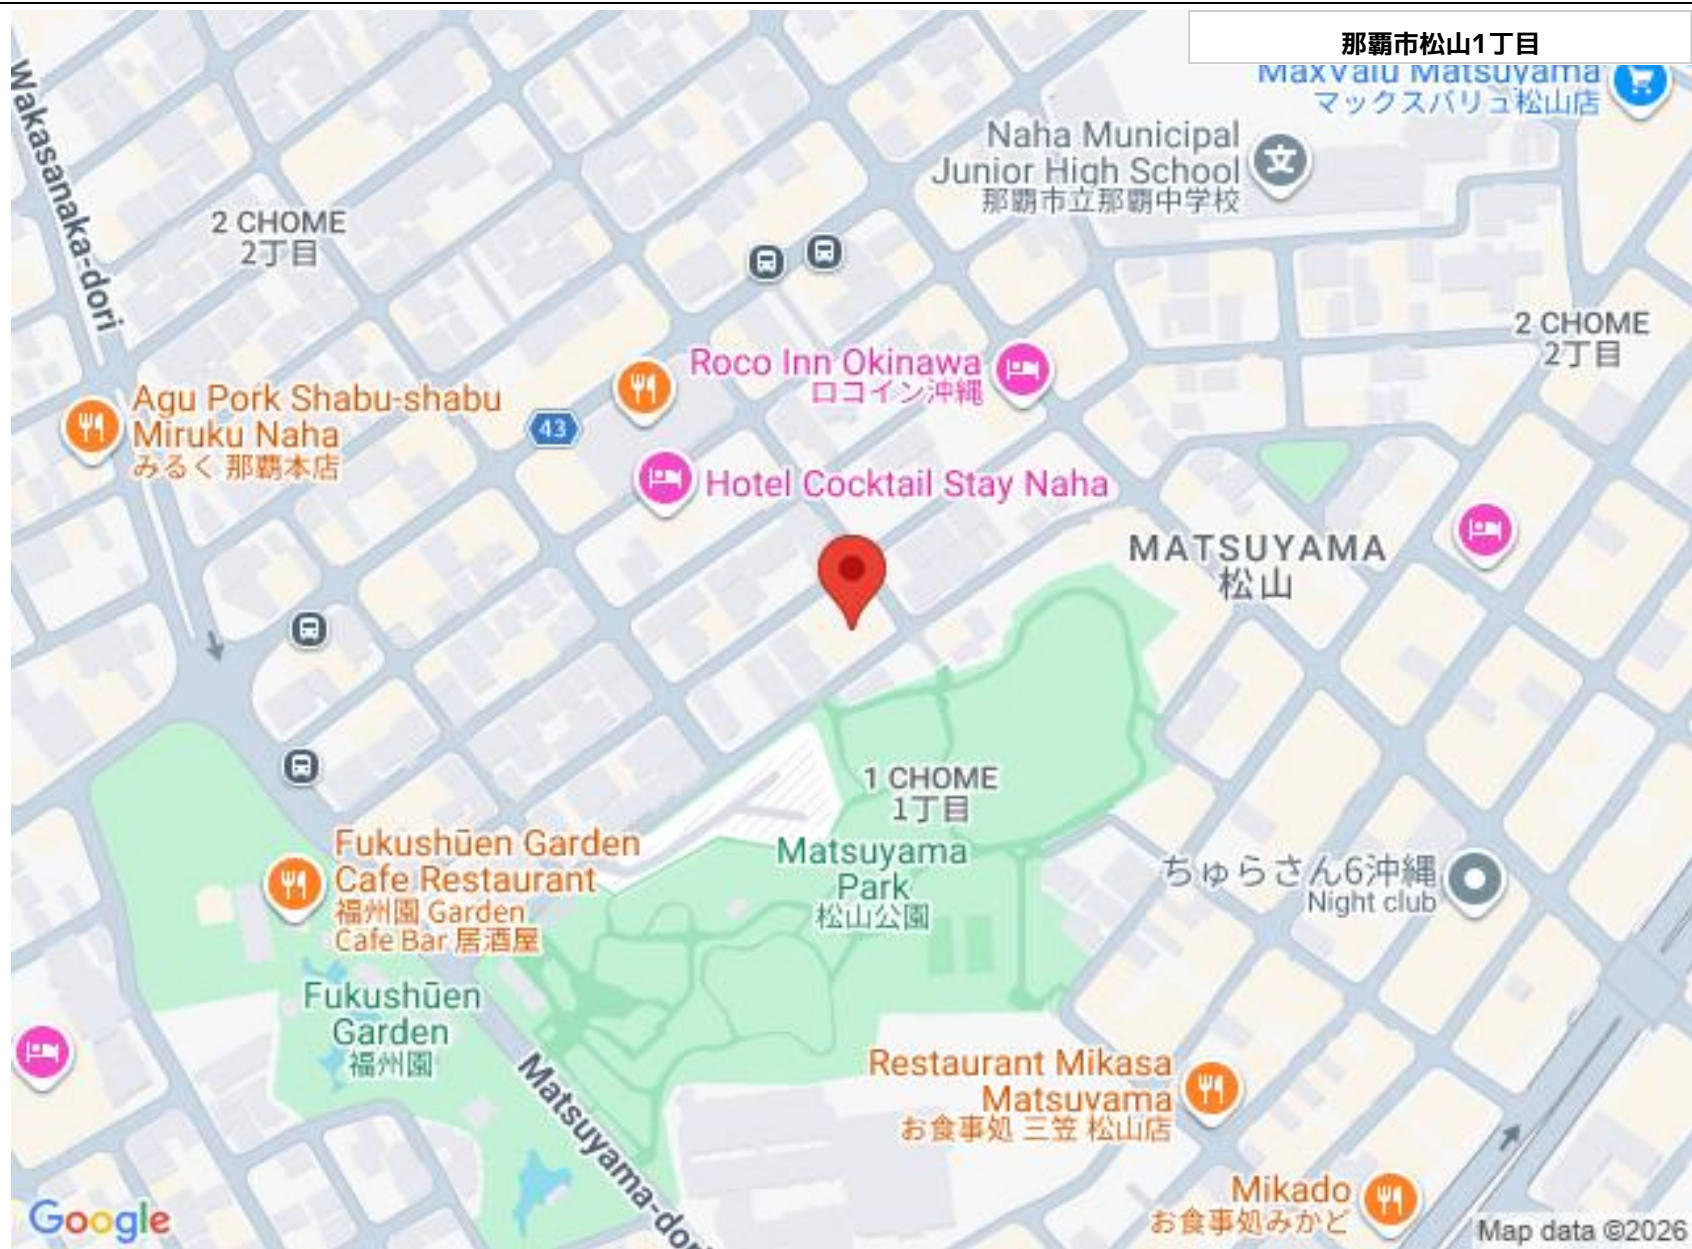 那覇市松山1丁目
MaxValu Matsuyama
マックスバリュ松山店
Wakasanaka-dori
Naha Municipal
Junior High School
那覇市立那覇中学校
2 CHOME
2丁目
2 CHOME
2丁目
Roco Inn Okinawa
ロコイン沖縄
Agu Pork Shabu-shabu
Miruku Naha
みるく 那覇本店
43
Hotel Cocktail Stay Naha
MATSUYAMA
松山
1 CHOME
1丁目
Matsuyama
Park
松山公園
Fukushūen Garden
Cafe Restaurant
福州園 Garden
Cafe Bar 居酒屋
ちゅらさん6沖縄
Night club
Fukushūen
Garden
福州園
Matsuyama-dori
Restaurant Mikasa
Matsuyama
お食事処 三笠 松山店
Mikado
お食事処みかど
Google
Map data ©2026